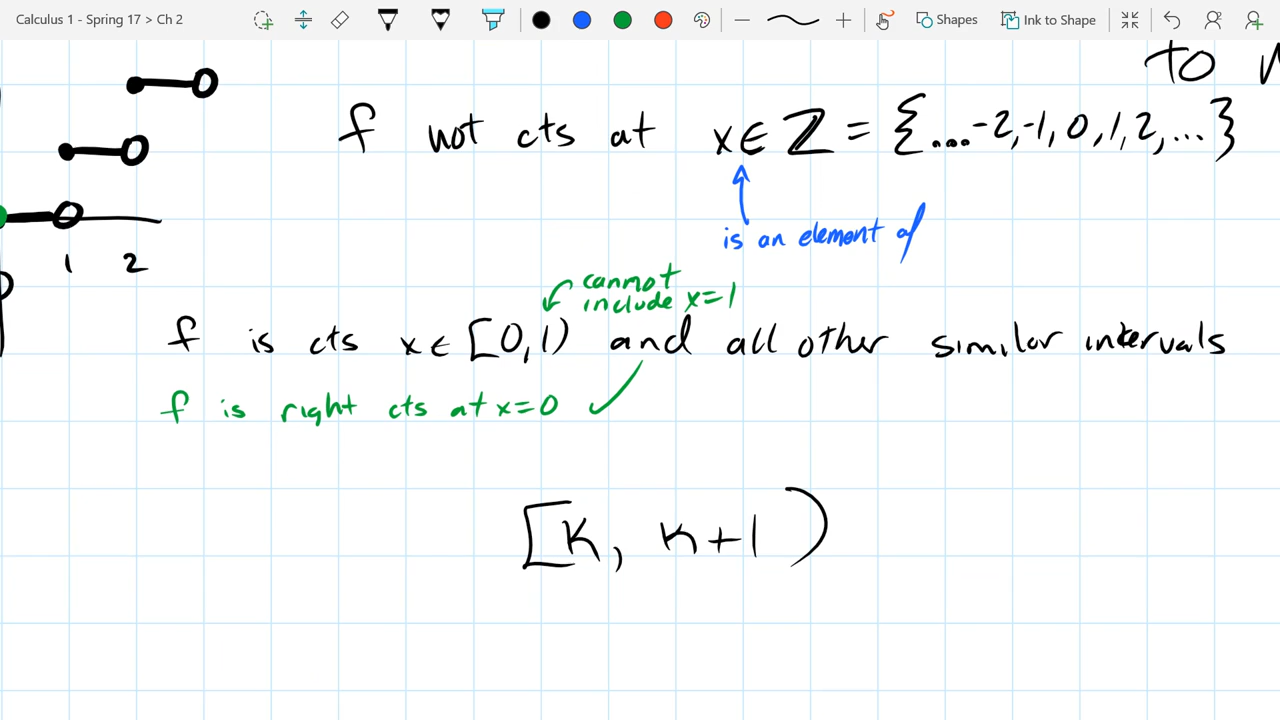 Calculus 1 - Spring 17 > Ch 2
Shapes
Ink to Shape
to
f not cts at x ∈ ℤ = {....-2,-1,0,1,2,...}
is an element of
1 2
cannot
include x=1
f is cts x ∈ [0,1) and all other similar intervals
f is right cts at x=0 ✓
[K, K+1)